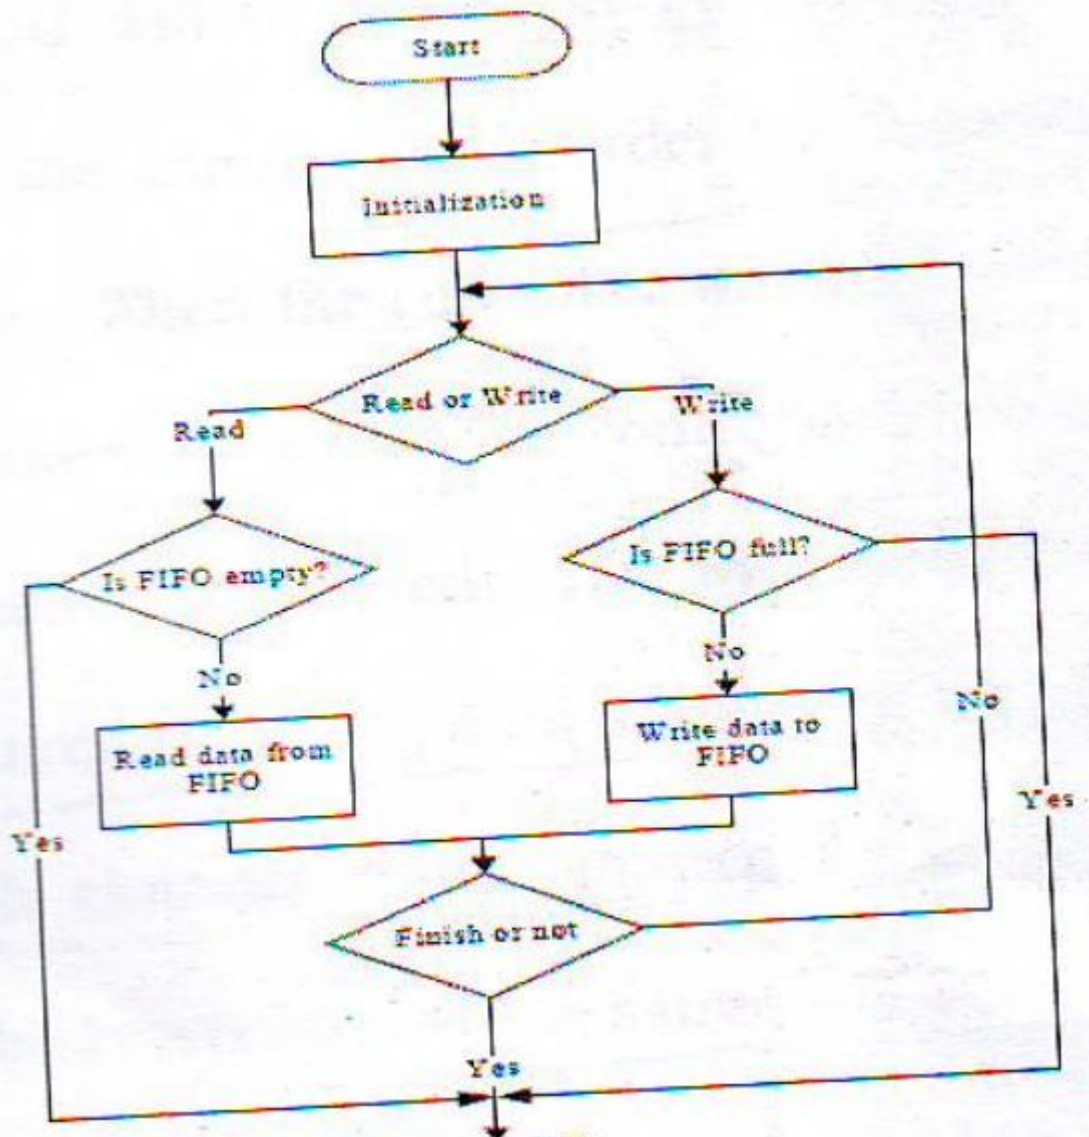 Start
Initialization
Read or Write
Read
Write
Is FIFO empty?
Is FIFO full?
No
No
No
Read data from
FIFO
Write data to
FIFO
Yes
Yes
Finish or not
Yes